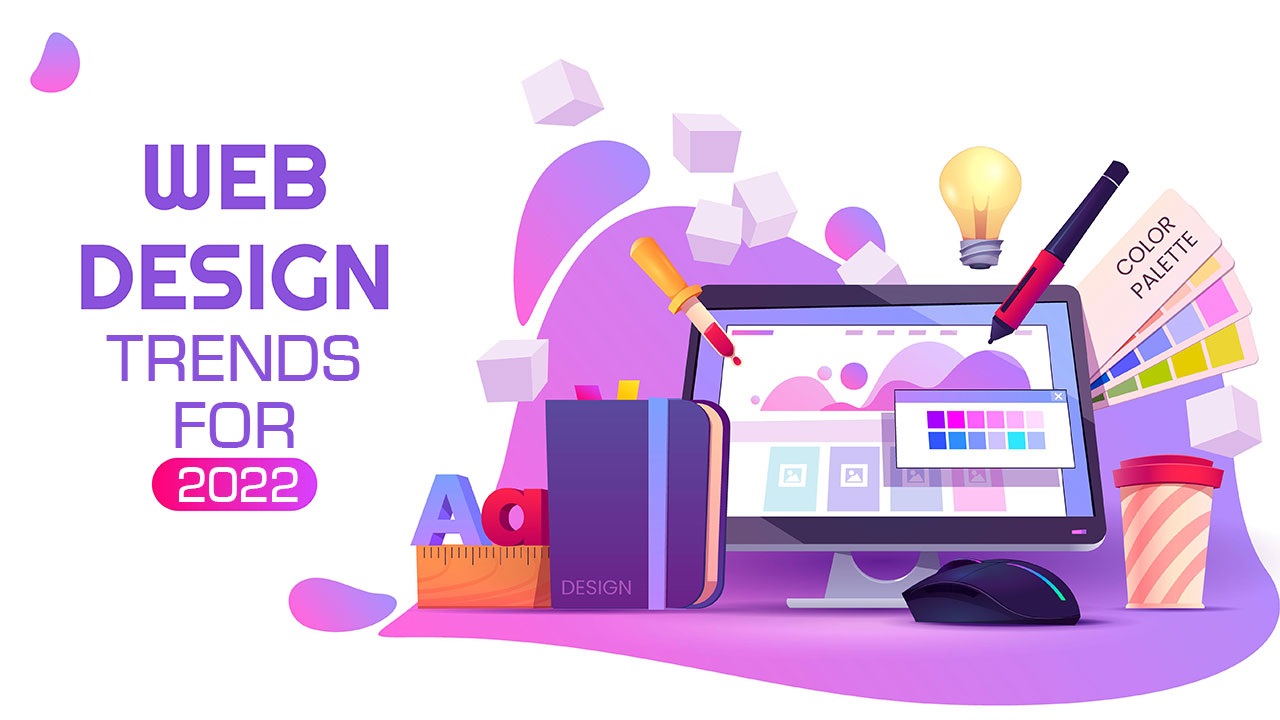 WEB
DESIGN
TRENDS
FOR
2022
COLOR
PALETTE
Aa
DESIGN